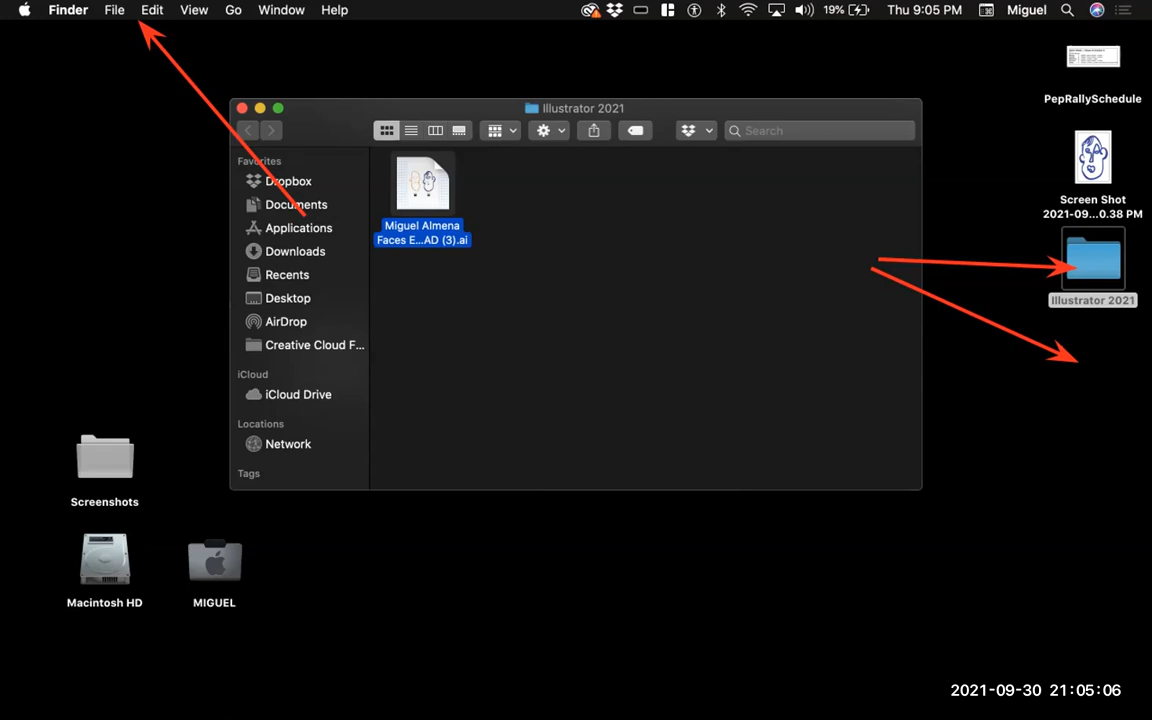 Finder File Edit View Go Window Help 19% Thu 9:05 PM Miguel
PepRallySchedule
Screen Shot
2021-09...0.38 PM
Illustrator 2021
Illustrator 2021
Search
Favorites
Dropbox
Documents
Applications
Downloads
Recents
Desktop
AirDrop
Creative Cloud F...
iCloud
iCloud Drive
Locations
Network
Tags
Miguel Almena
Faces E...AD (3).ai
Screenshots
Macintosh HD
MIGUEL
2021-09-30 21:05:06